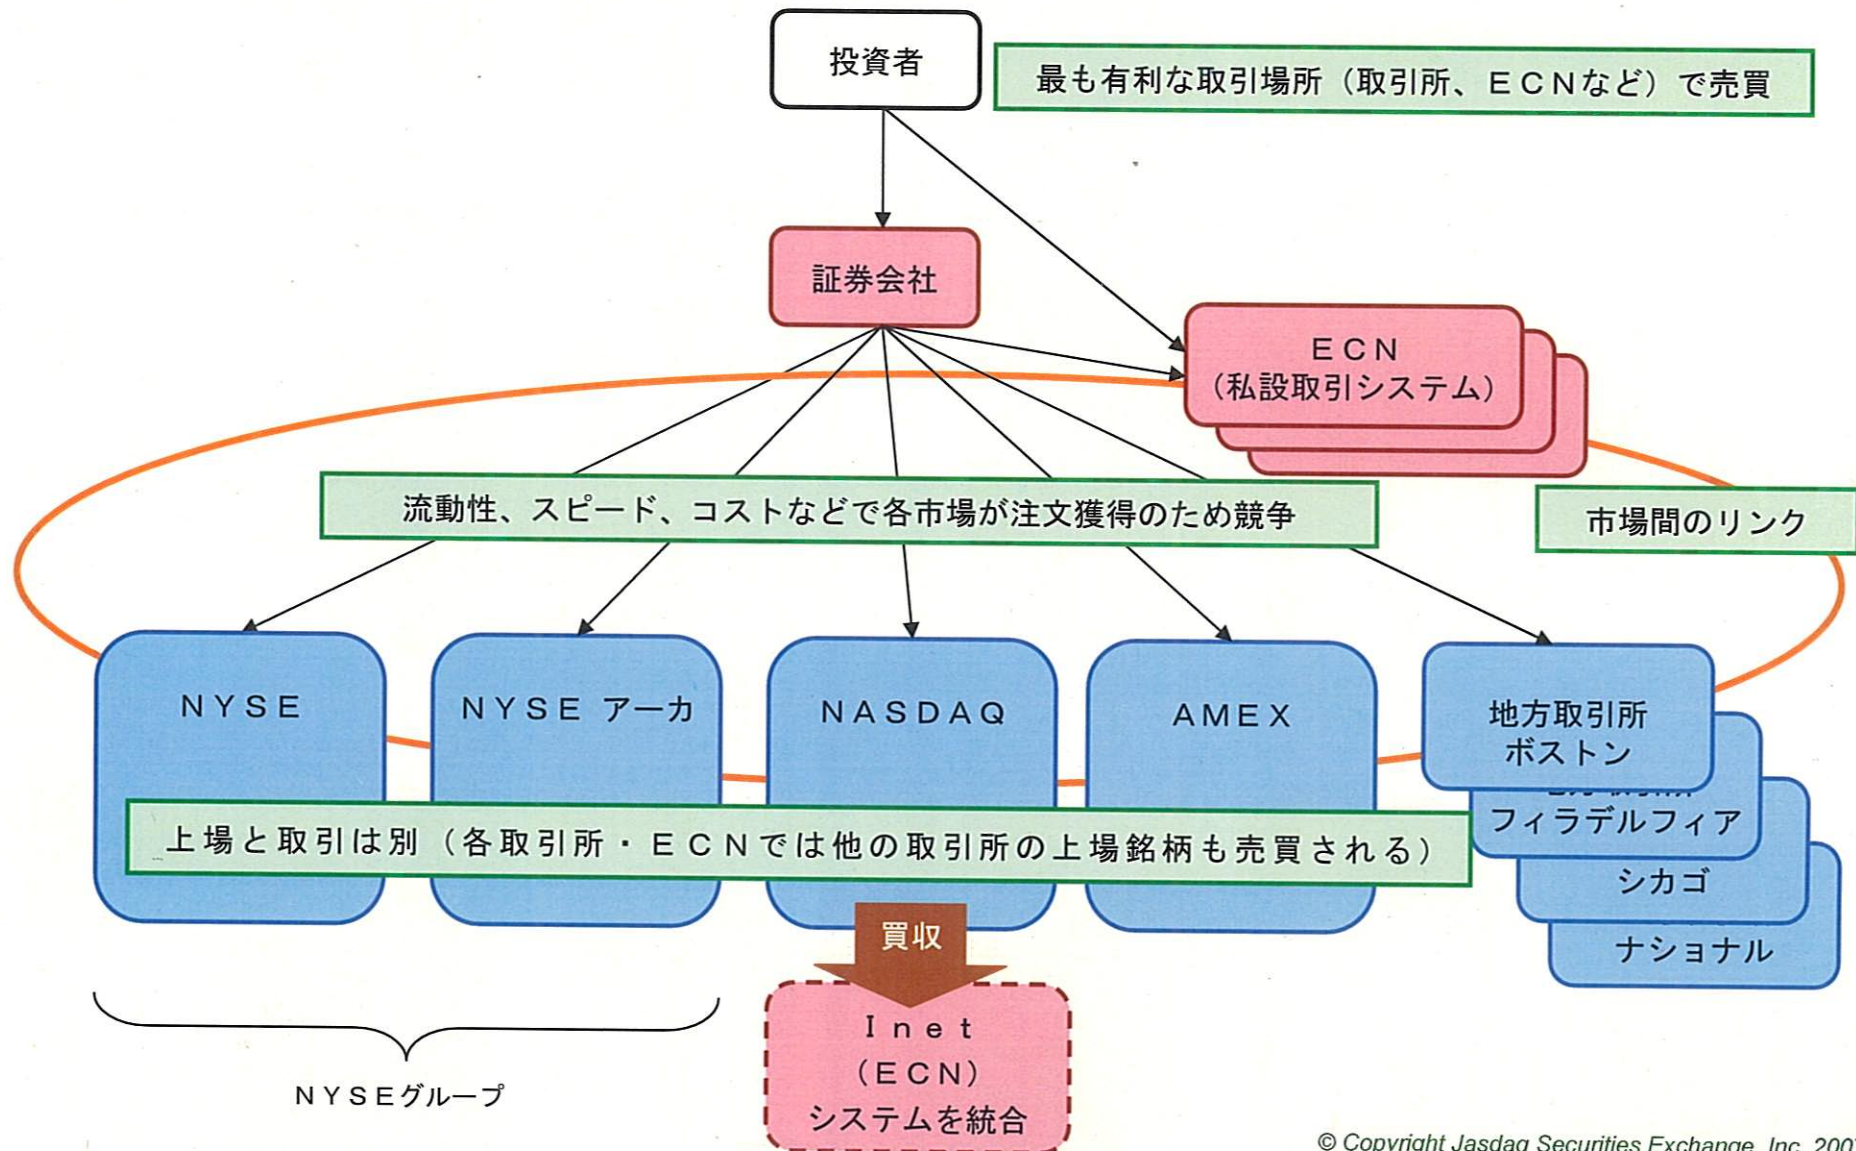 投資者
最も有利な取引場所（取引所、ＥＣＮなど）で売買
証券会社
ＥＣＮ
（私設取引システム）
流動性、スピード、コストなどで各市場が注文獲得のため競争
市場間のリンク
ＮＹＳＥ
ＮＹＳＥ アーカ
ＮＡＳＤＡＱ
ＡＭＥＸ
地方取引所
ボストン
フィラデルフィア
シカゴ
ナショナル
上場と取引は別（各取引所・ＥＣＮでは他の取引所の上場銘柄も売買される）
買収
Ｉｎｅｔ
（ＥＣＮ）
システムを統合
ＮＹＳＥグループ
© Copyright Jasdaq Securities Exchange, Inc.